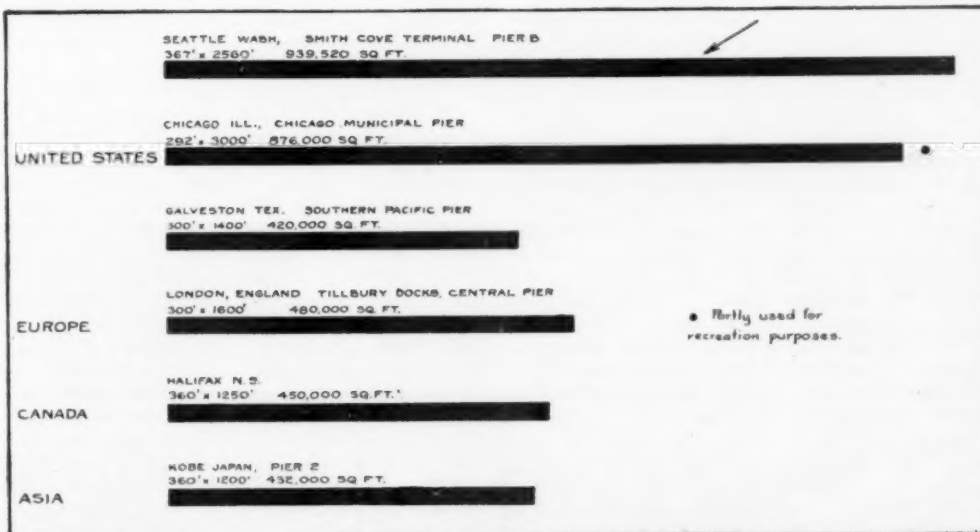 SEATTLE WASH, SMITH COVE TERMINAL PIER B
367' x 2560' 939,520 SQ. FT.
CHICAGO ILL., CHICAGO MUNICIPAL PIER
292' x 3000' 876,000 SQ FT.
UNITED STATES
GALVESTON TEX. SOUTHERN PACIFIC PIER
300' x 1400' 420,000 SQ. FT.
LONDON, ENGLAND TILLBURY DOCKS, CENTRAL PIER
300' x 1600' 480,000 SQ. FT.
EUROPE
• Partly used for
recreation purposes.
HALIFAX N.S.
360' x 1250' 450,000 SQ. FT.
CANADA
KOBE JAPAN, PIER 2
360' x 1200' 432,000 SQ FT.
ASIA